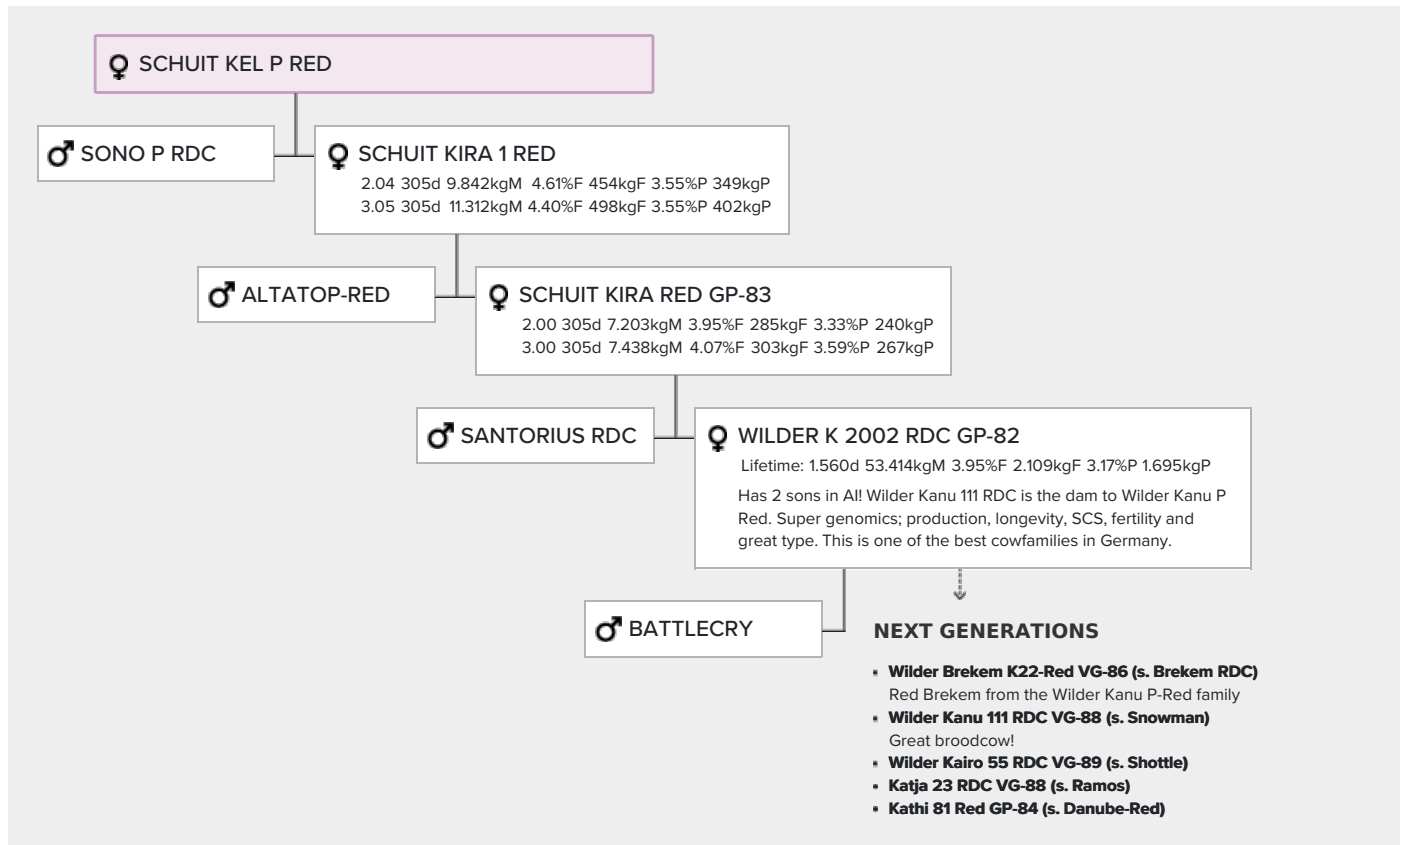 SCHUIT KEL P RED
SONO P RDC
SCHUIT KIRA 1 RED
2.04 305d 9.842kgM 4.61%F 454kgF 3.55%P 349kgP
3.05 305d 11.312kgM 4.40%F 498kgF 3.55%P 402kgP
ALTATOP-RED
SCHUIT KIRA RED GP-83
2.00 305d 7.203kgM 3.95%F 285kgF 3.33%P 240kgP
3.00 305d 7.438kgM 4.07%F 303kgF 3.59%P 267kgP
SANTORIUS RDC
WILDER K 2002 RDC GP-82
Lifetime: 1.560d 53.414kgM 3.95%F 2.109kgF 3.17%P 1.695kgP
Has 2 sons in AI! Wilder Kanu 111 RDC is the dam to Wilder Kanu P
Red. Super genomics; production, longevity, SCS, fertility and
great type. This is one of the best cowfamilies in Germany.
BATTLECRY
NEXT GENERATIONS
Wilder Brekem K22-Red VG-86 (s. Brekem RDC)
Red Brekem from the Wilder Kanu P-Red family
Wilder Kanu 111 RDC VG-88 (s. Snowman)
Great broodcow!
Wilder Kairo 55 RDC VG-89 (s. Shottle)
Katja 23 RDC VG-88 (s. Ramos)
Kathi 81 Red GP-84 (s. Danube-Red)